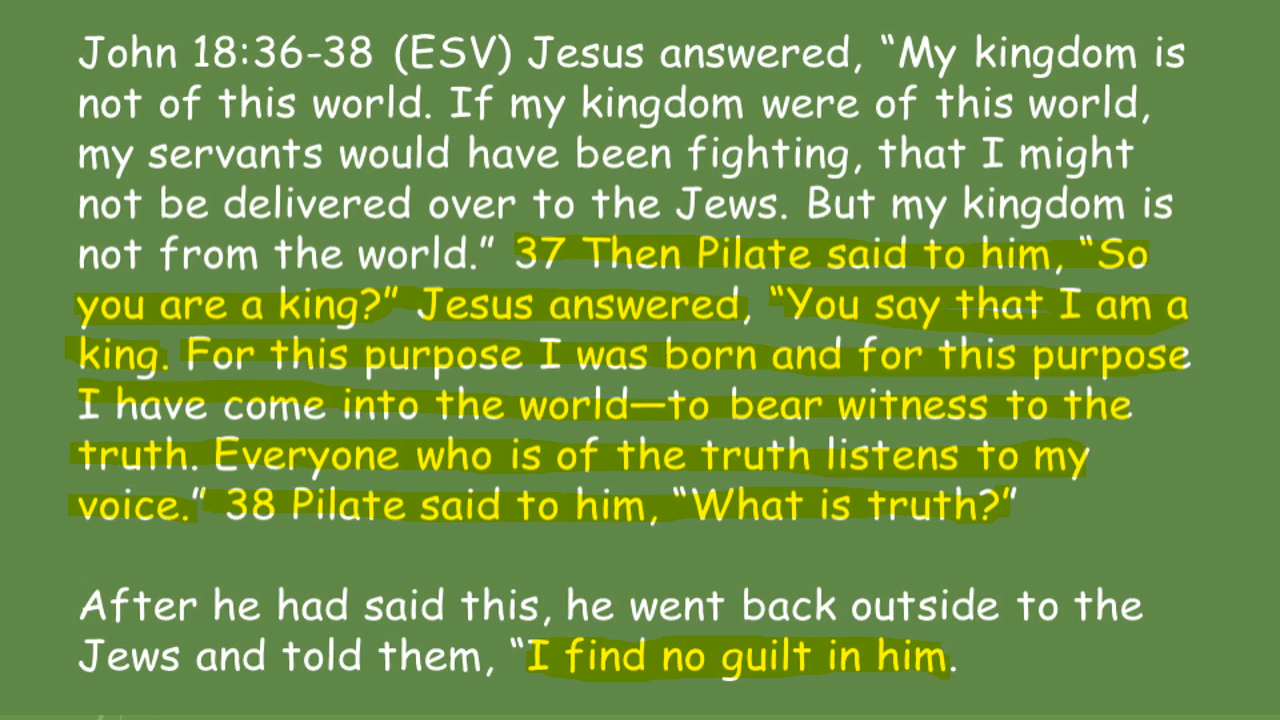 John 18:36-38 (ESV) Jesus answered, “My kingdom is
not of this world. If my kingdom were of this world,
my servants would have been fighting, that I might
not be delivered over to the Jews. But my kingdom is
not from the world.” 37 Then Pilate said to him, “So
you are a king?” Jesus answered, “You say that I am a
king. For this purpose I was born and for this purpose
I have come into the world—to bear witness to the
truth. Everyone who is of the truth listens to my
voice.” 38 Pilate said to him, “What is truth?”
After he had said this, he went back outside to the
Jews and told them, “I find no guilt in him.